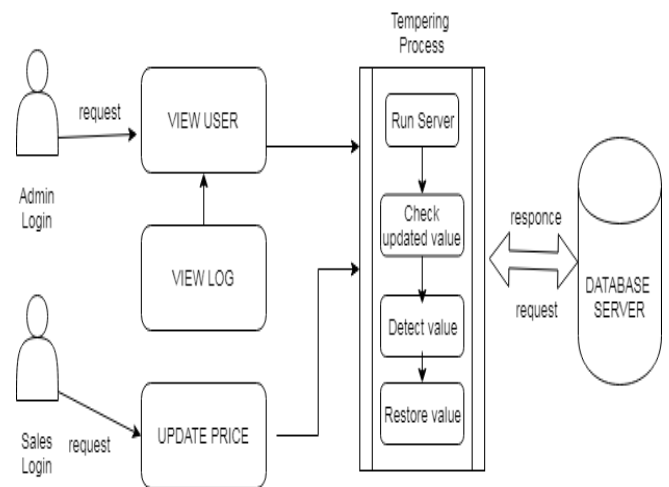 Tempering
Process
request
VIEW USER
Run Server
Admin
Login
Check
updated value
responce
VIEW LOG
DATABASE
SERVER
request
Detect value
Restore value
UPDATE PRICE
Sales
Login
request